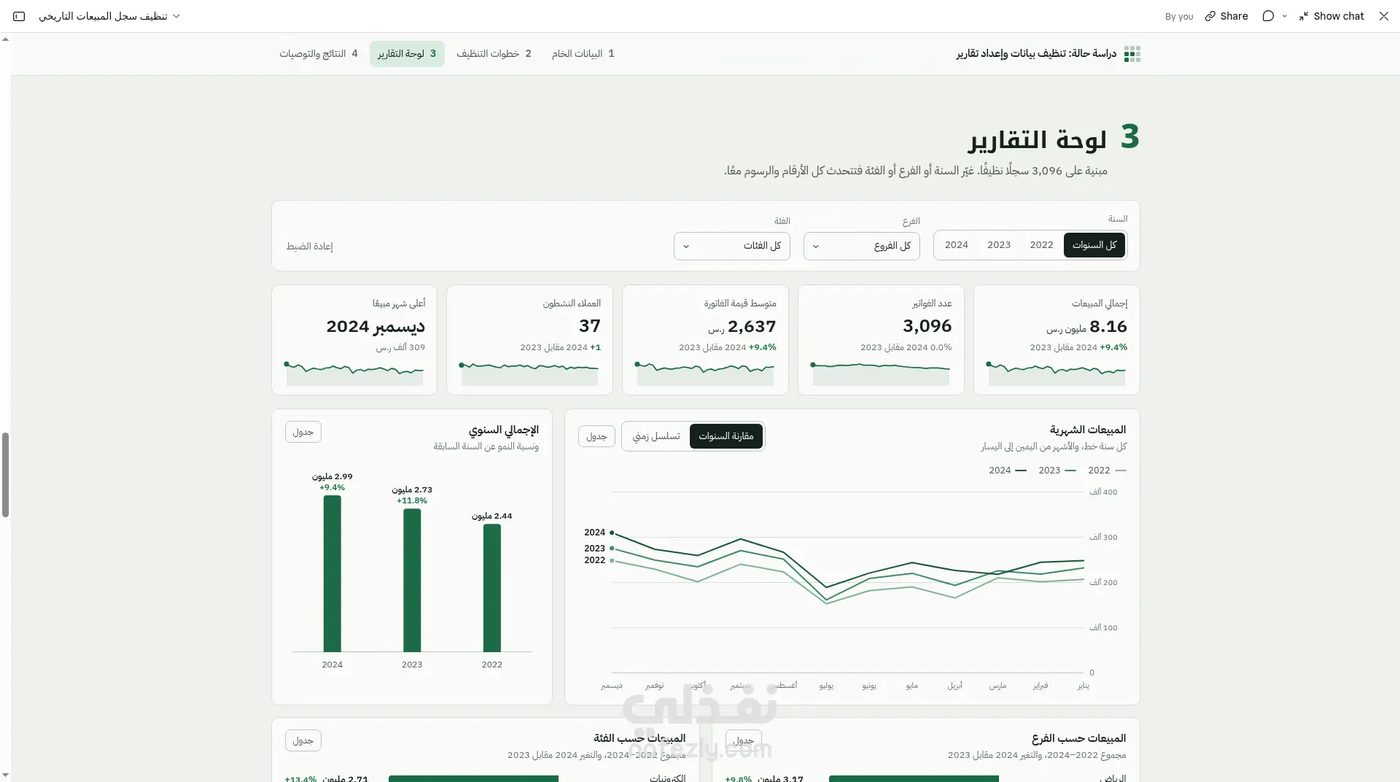 تنظيف سجل المبيعات التاريخي
By you Share Show chat
دراسة حالة: تنظيف بيانات وإعداد تقارير
1 البيانات الخام
2 خطوات التنظيف
3 لوحة التقارير
4 النتائج والتوصيات
3 لوحة التقارير
مبنية على 3,096 سجلًا نظيفًا. غيّر السنة أو الفرع أو الفئة فتتحدث كل الأرقام والرسوم معًا.
السنة
كل السنوات 2022 2023 2024
الفرع
كل الفروع
الفئة
كل الفئات
إعادة الضبط
إجمالي المبيعات
8.16 مليون ر.س
+9.4% 2024 مقابل 2023
عدد الفواتير
3,096
0.0% 2024 مقابل 2023
متوسط قيمة الفاتورة
2,637 ر.س
+9.4% 2024 مقابل 2023
العملاء النشطون
37
+1 2024 مقابل 2023
أعلى شهر مبيعًا
ديسمبر 2024
309 ألف ر.س
المبيعات الشهرية
كل سنة خط، والأشهر من اليمين إلى اليسار
مقارنة السنوات تسلسل زمني
جدول
2022 2023 2024
400 ألف
300 ألف
200 ألف
100 ألف
0
2024
2023
2022
يناير فبراير مارس أبريل مايو يونيو يوليو أغسطس سبتمبر أكتوبر نوفمبر ديسمبر
الإجمالي السنوي
ونسبة النمو عن السنة السابقة
جدول
2.44 مليون
2.73 مليون
+11.8%
2.99 مليون
+9.4%
2022 2023 2024
المبيعات حسب الفرع
مجموع 2022–2024، والتغير 2024 مقابل 2023
جدول
الرياض 3.17 مليون +9.8%
المبيعات حسب الفئة
مجموع 2022–2024، والتغير 2024 مقابل 2023
جدول
إلكترونيات 2.71 مليون +13.4%
نفذلي
nafezly.com